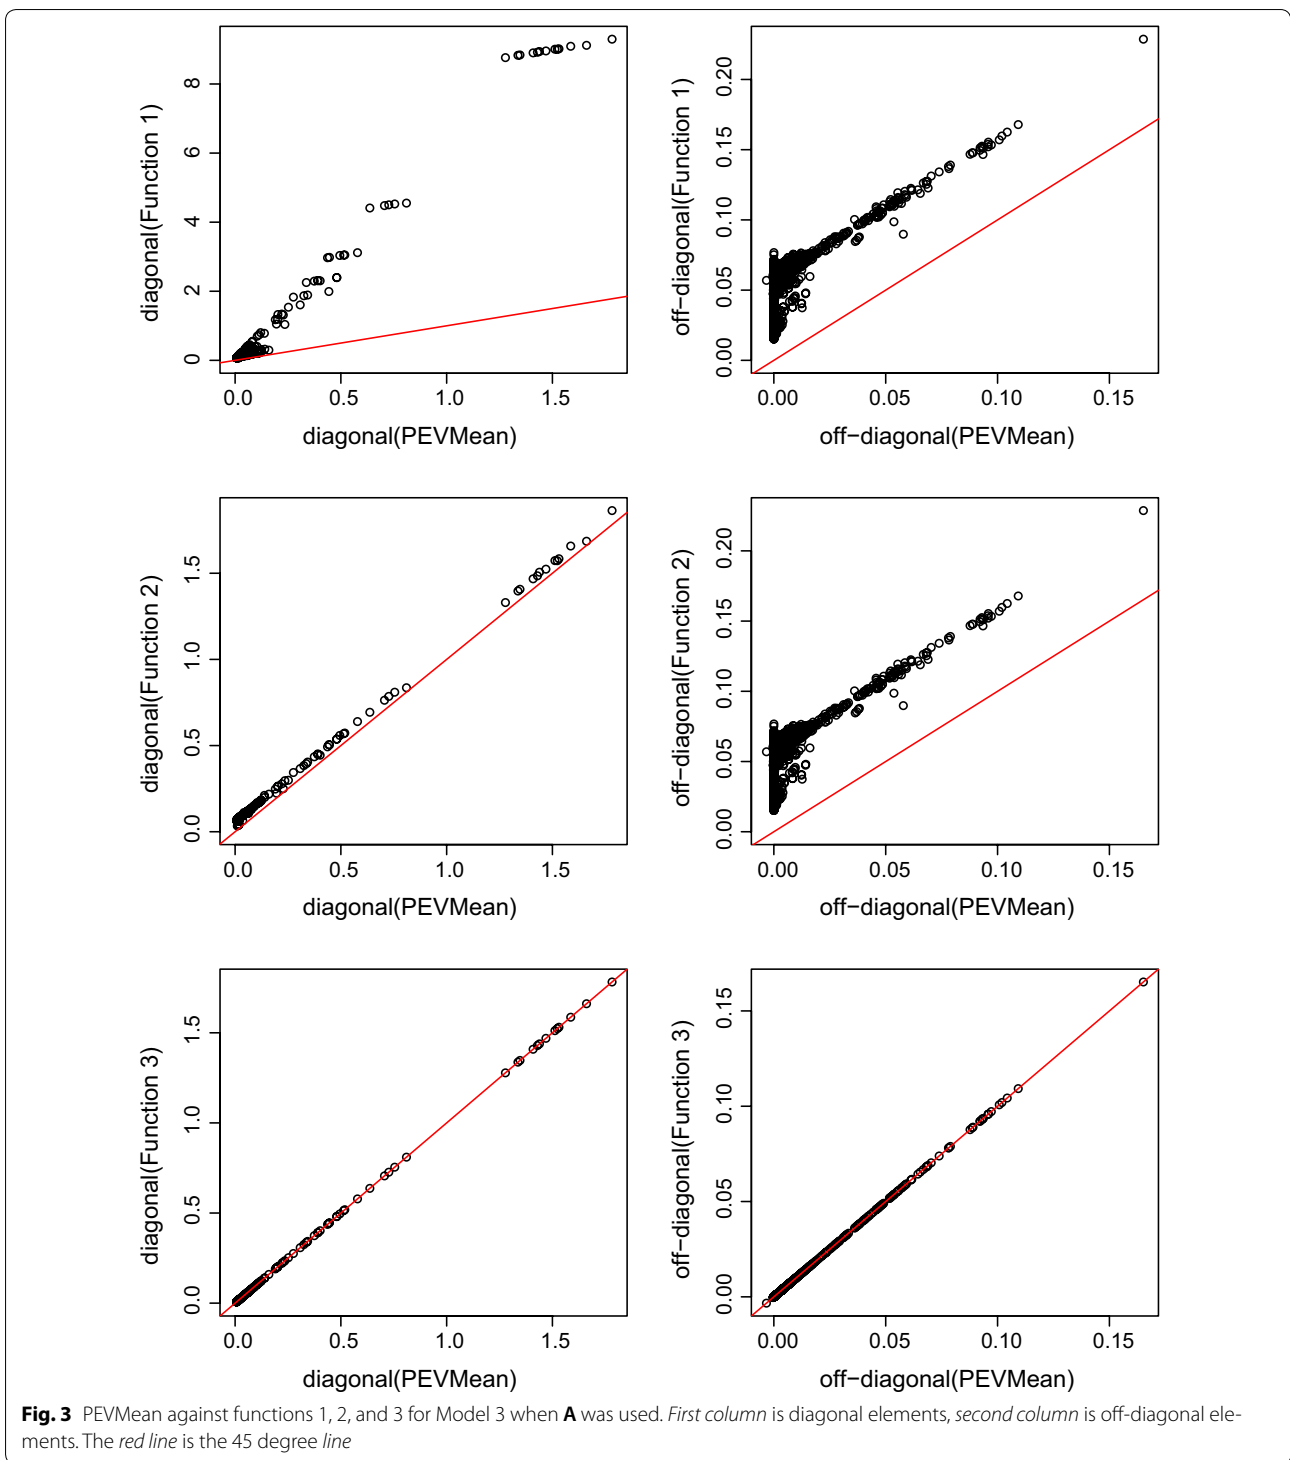 diagonal(Function 1)
0 2 4 6 8
0.0 0.5 1.0 1.5
diagonal(PEVMean)
off−diagonal(Function 1)
0.00 0.05 0.10 0.15 0.20
0.00 0.05 0.10 0.15
off−diagonal(PEVMean)
diagonal(Function 2)
0.0 0.5 1.0 1.5
0.0 0.5 1.0 1.5
diagonal(PEVMean)
off−diagonal(Function 2)
0.00 0.05 0.10 0.15 0.20
0.00 0.05 0.10 0.15
off−diagonal(PEVMean)
diagonal(Function 3)
0.0 0.5 1.0 1.5
0.0 0.5 1.0 1.5
diagonal(PEVMean)
off−diagonal(Function 3)
0.00 0.05 0.10 0.15
0.00 0.05 0.10 0.15
off−diagonal(PEVMean)
Fig. 3 PEVMean against functions 1, 2, and 3 for Model 3 when A was used. First column is diagonal elements, second column is off-diagonal ele-
ments. The red line is the 45 degree line